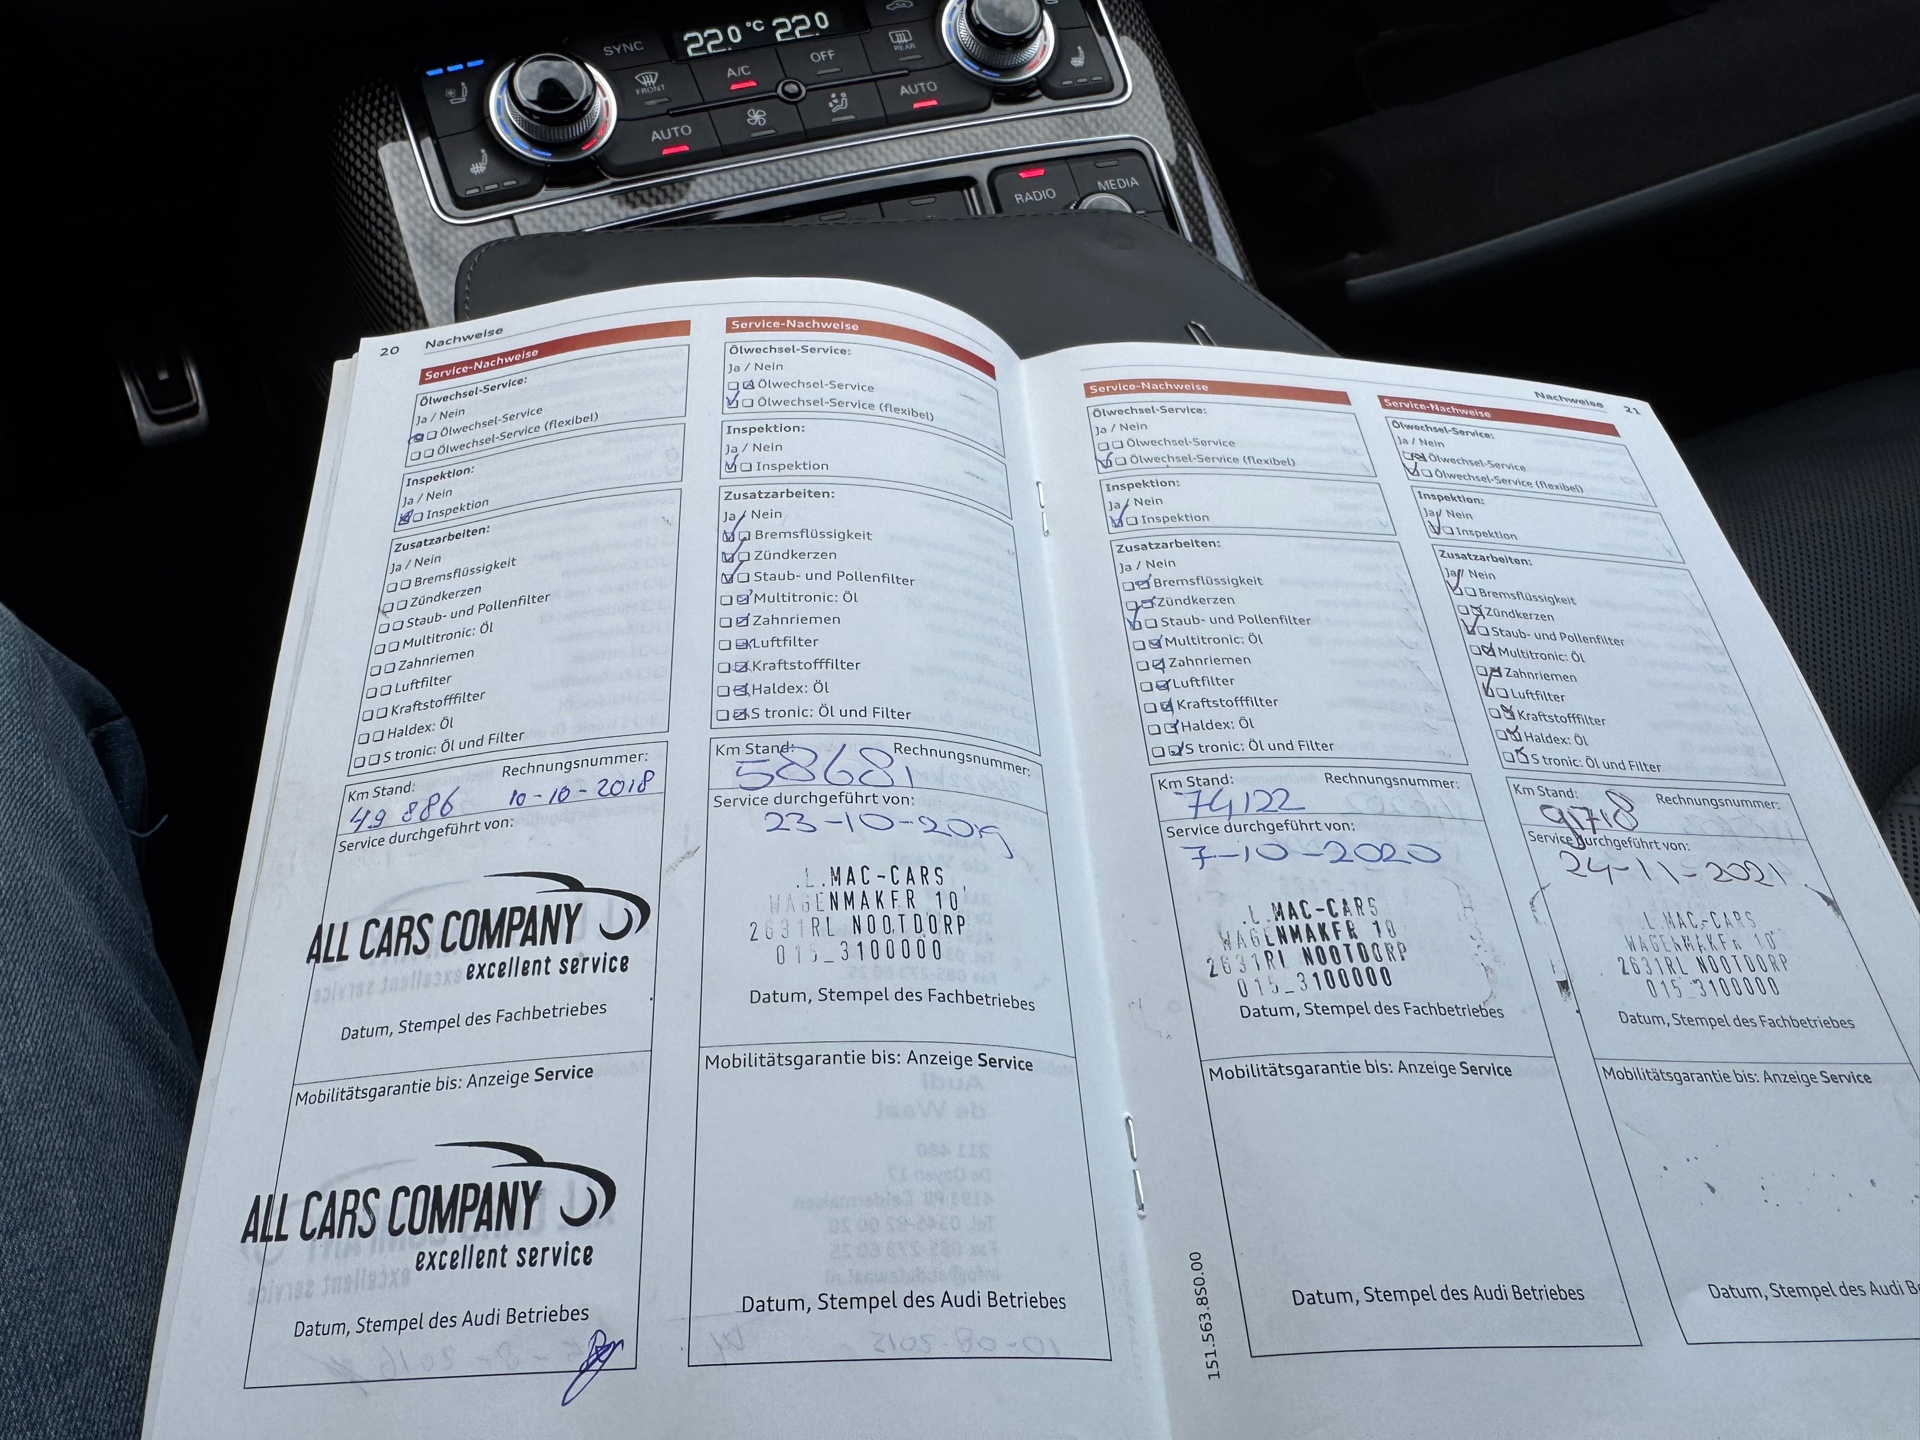 SYNC
22.0 °C 22.0
FRONT
A/C
OFF
REAR
AUTO
AUTO
RADIO
MEDIA
20 Nachweise
Service-Nachweise
Ölwechsel-Service:
Ja / Nein
Ölwechsel-Service
Ölwechsel-Service (flexibel)
Inspektion:
Ja / Nein
Inspektion
Zusatzarbeiten:
Ja / Nein
Bremsflüssigkeit
Zündkerzen
Staub- und Pollenfilter
Multitronic: Öl
Zahnriemen
Luftfilter
Kraftstofffilter
Haldex: Öl
S tronic: Öl und Filter
Km Stand: Rechnungsnummer:
49 886 10-10-2018
Service durchgeführt von:
ALL CARS COMPANY
excellent service
Datum, Stempel des Fachbetriebes
Mobilitätsgarantie bis: Anzeige Service
ALL CARS COMPANY
excellent service
Datum, Stempel des Audi Betriebes
Service-Nachweise
Ölwechsel-Service:
Ja / Nein
Ölwechsel-Service
Ölwechsel-Service (flexibel)
Inspektion:
Ja / Nein
Inspektion
Zusatzarbeiten:
Ja / Nein
Bremsflüssigkeit
Zündkerzen
Staub- und Pollenfilter
Multitronic: Öl
Zahnriemen
Luftfilter
Kraftstofffilter
Haldex: Öl
S tronic: Öl und Filter
Km Stand: Rechnungsnummer:
58681
Service durchgeführt von:
23-10-2019
.L.MAC-CARS
WAGENMAKER 10
2631RL NOOTDORP
015_3100000
Datum, Stempel des Fachbetriebes
Mobilitätsgarantie bis: Anzeige Service
Datum, Stempel des Audi Betriebes
Nachweise 21
Service-Nachweise
Ölwechsel-Service:
Ja / Nein
Ölwechsel-Service
Ölwechsel-Service (flexibel)
Inspektion:
Ja / Nein
Inspektion
Zusatzarbeiten:
Ja / Nein
Bremsflüssigkeit
Zündkerzen
Staub- und Pollenfilter
Multitronic: Öl
Zahnriemen
Luftfilter
Kraftstofffilter
Haldex: Öl
S tronic: Öl und Filter
Km Stand: Rechnungsnummer:
74122
Service durchgeführt von:
7-10-2020
.L.MAC-CARS
WAGENMAKER 10
2631RL NOOTDORP
015_3100000
Datum, Stempel des Fachbetriebes
Mobilitätsgarantie bis: Anzeige Service
Datum, Stempel des Audi Betriebes
151.563.850.00
Service-Nachweise
Ölwechsel-Service:
Ja / Nein
Ölwechsel-Service
Ölwechsel-Service (flexibel)
Inspektion:
Ja / Nein
Inspektion
Zusatzarbeiten:
Ja / Nein
Bremsflüssigkeit
Zündkerzen
Staub- und Pollenfilter
Multitronic: Öl
Zahnriemen
Luftfilter
Kraftstofffilter
Haldex: Öl
S tronic: Öl und Filter
Km Stand: Rechnungsnummer:
91718
Service durchgeführt von:
24-11-2021
.L.MAC-CARS
WAGENMAKER 10
2631RL NOOTDORP
015_3100000
Datum, Stempel des Fachbetriebes
Mobilitätsgarantie bis: Anzeige Service
Datum, Stempel des Audi B